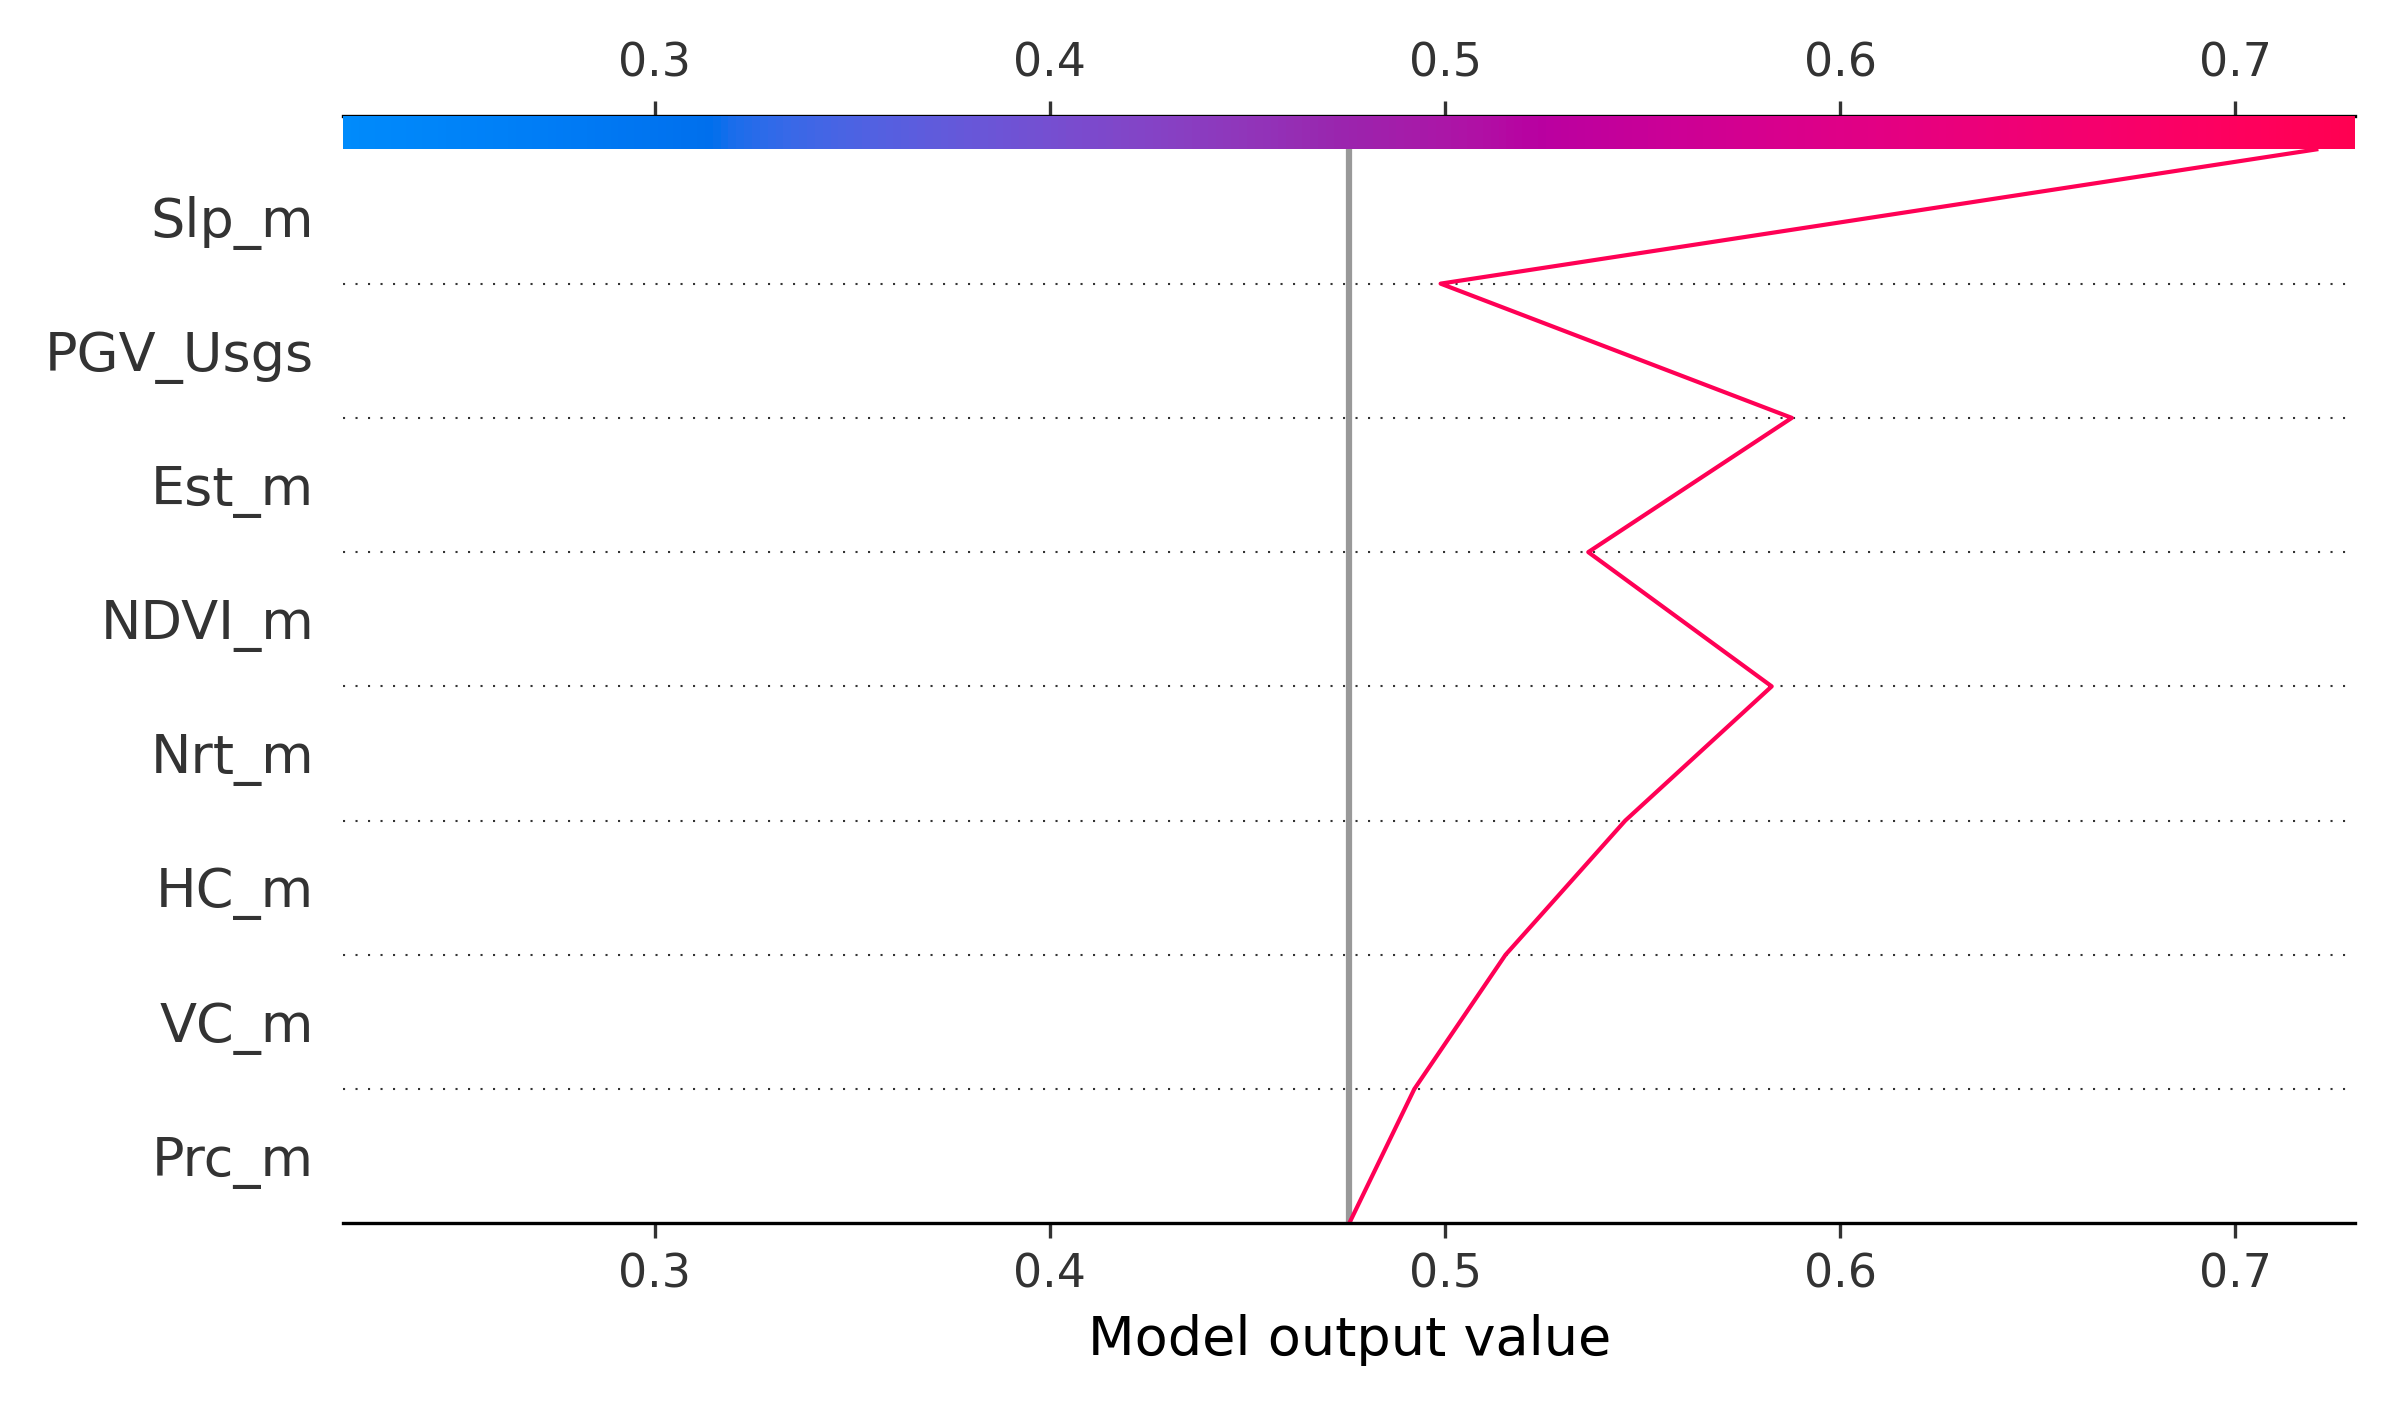 0.3 0.4 0.5 0.6 0.7
Slp_m
PGV_Usgs
Est_m
NDVI_m
Nrt_m
HC_m
VC_m
Prc_m
0.3 0.4 0.5 0.6 0.7
Model output value